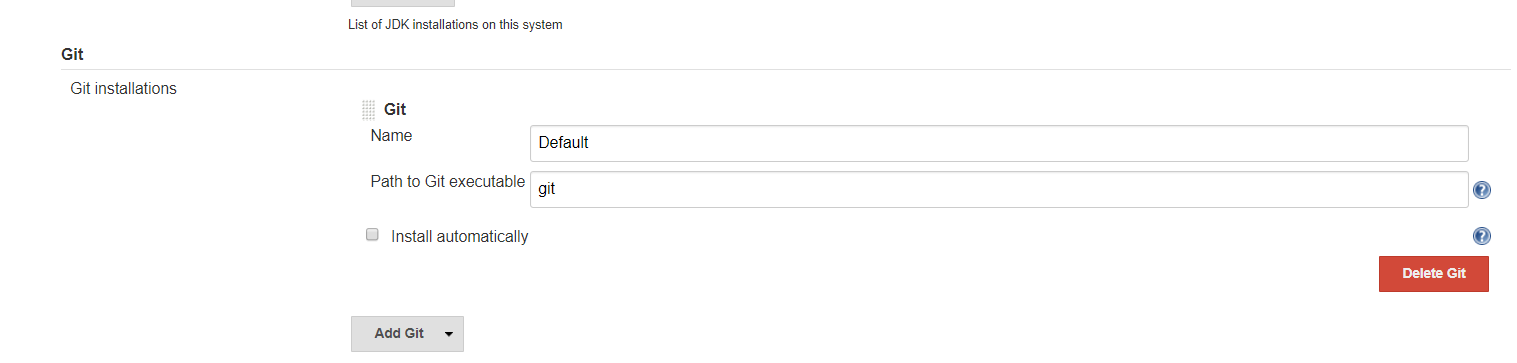 List of JDK installations on this system
Git
Git installations
Git
Name
Default
Path to Git executable
git
?
Install automatically
?
Delete Git
Add Git